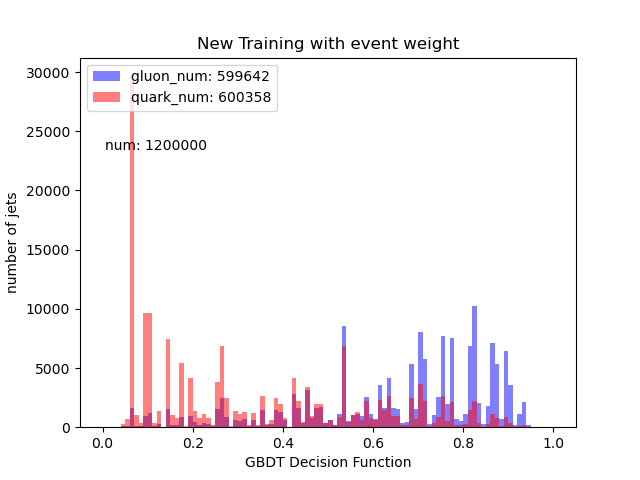 New Training with event weight
gluon_num: 599642
quark_num: 600358
num: 1200000
number of jets
30000
25000
20000
15000
10000
5000
0
0.0 0.2 0.4 0.6 0.8 1.0
GBDT Decision Function